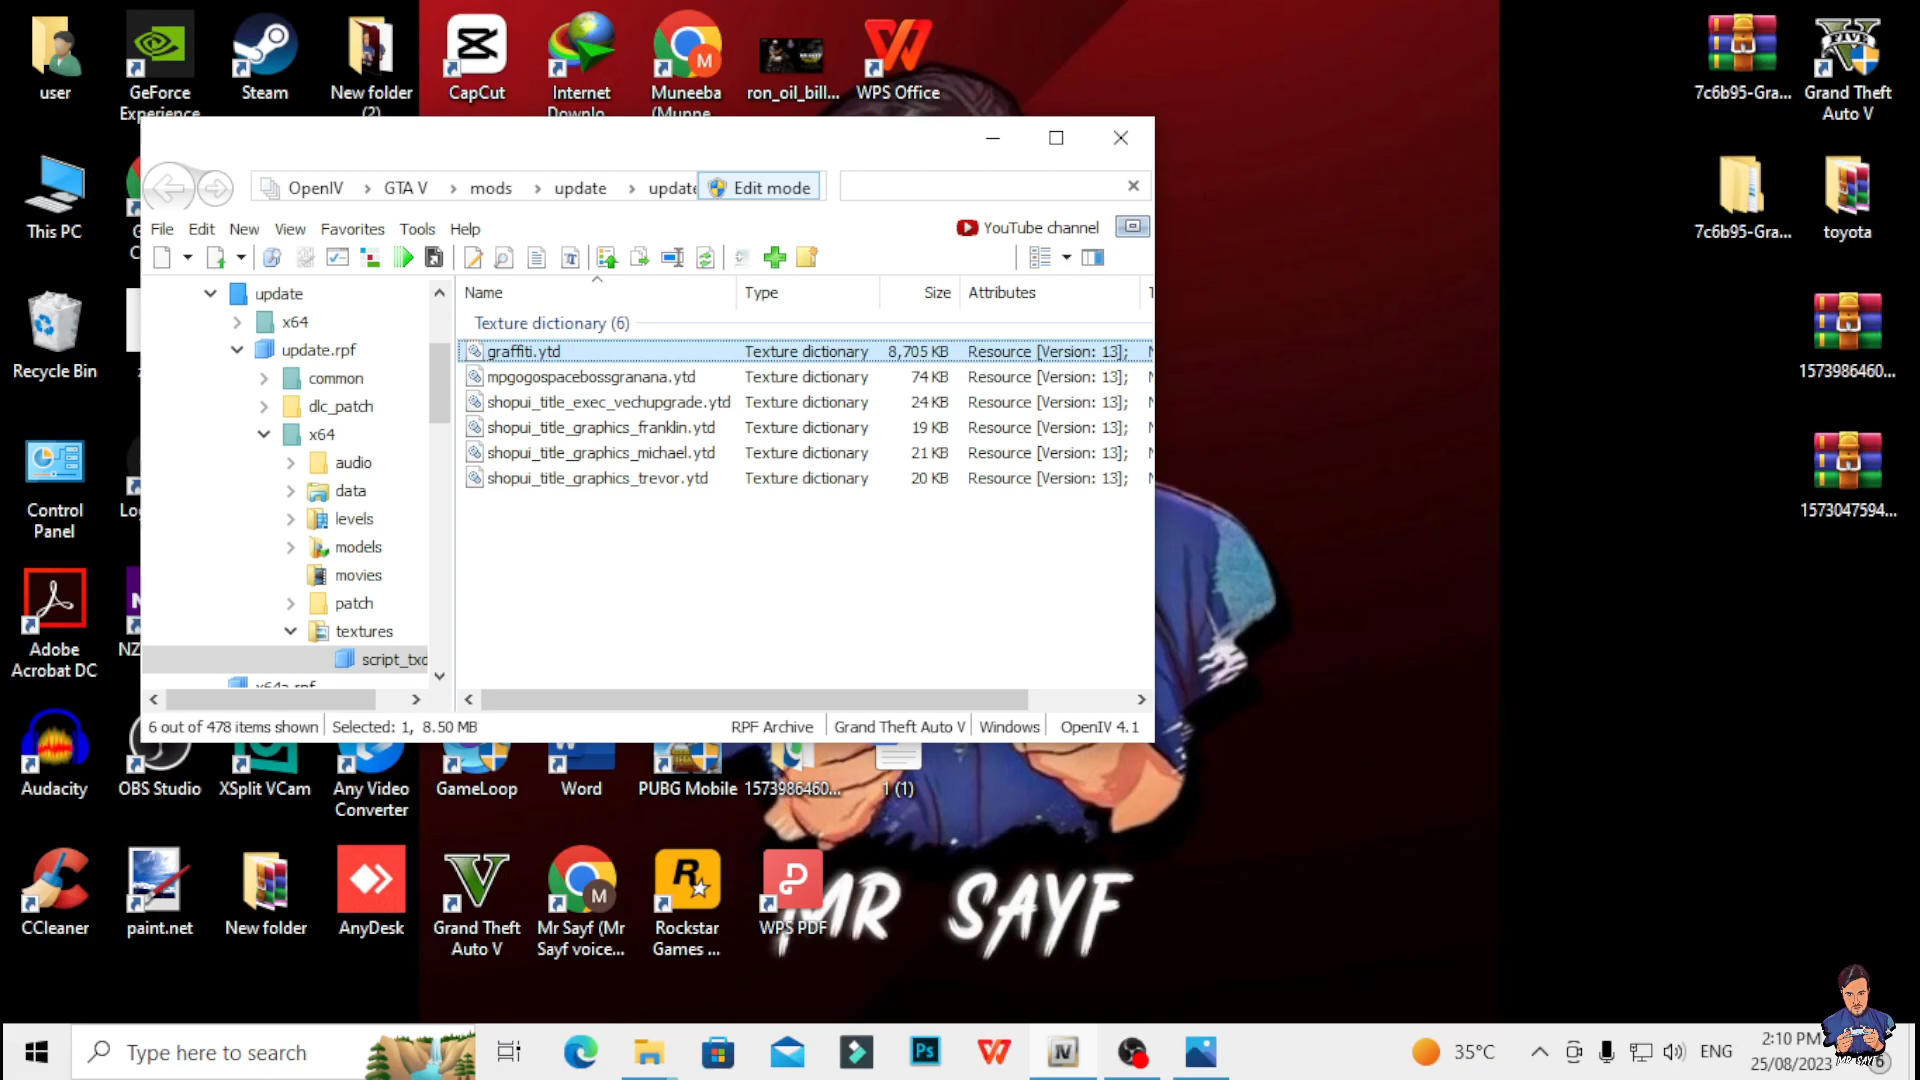 user
GeForce
Experience
Steam
New folder
(2)
CapCut
Internet
Downlo
Muneeba
(Munne
ron_oil_bill...
WPS Office
7c6b95-Gra...
Grand Theft
Auto V
This PC
7c6b95-Gra...
toyota
Recycle Bin
1573986460...
Control
Panel
1573047594...
Adobe
Acrobat DC
NZ
OpenIV
GTA V
mods
update
update
Edit mode
File
Edit
New
View
Favorites
Tools
Help
YouTube channel
update
x64
update.rpf
common
dlc_patch
x64
audio
data
levels
models
movies
patch
textures
script_txd
x64a.rpf
Name
Type
Size
Attributes
Texture dictionary (6)
graffiti.ytd Texture dictionary 8,705 KB Resource [Version: 13];
mpgogospacebossgranana.ytd Texture dictionary 74 KB Resource [Version: 13];
shopui_title_exec_vechupgrade.ytd Texture dictionary 24 KB Resource [Version: 13];
shopui_title_graphics_franklin.ytd Texture dictionary 19 KB Resource [Version: 13];
shopui_title_graphics_michael.ytd Texture dictionary 21 KB Resource [Version: 13];
shopui_title_graphics_trevor.ytd Texture dictionary 20 KB Resource [Version: 13];
6 out of 478 items shown
Selected: 1, 8.50 MB
RPF Archive
Grand Theft Auto V
Windows
OpenIV 4.1
Audacity
OBS Studio
XSplit VCam
Any Video
Converter
GameLoop
Word
PUBG Mobile
1573986460...
1 (1)
CCleaner
paint.net
New folder
AnyDesk
Grand Theft
Auto V
Mr Sayf (Mr
Sayf voice...
Rockstar
Games ...
WPS PDF
MR SAYF
Type here to search
35°C
ENG
2:10 PM
25/08/2023
MR SAYF
6